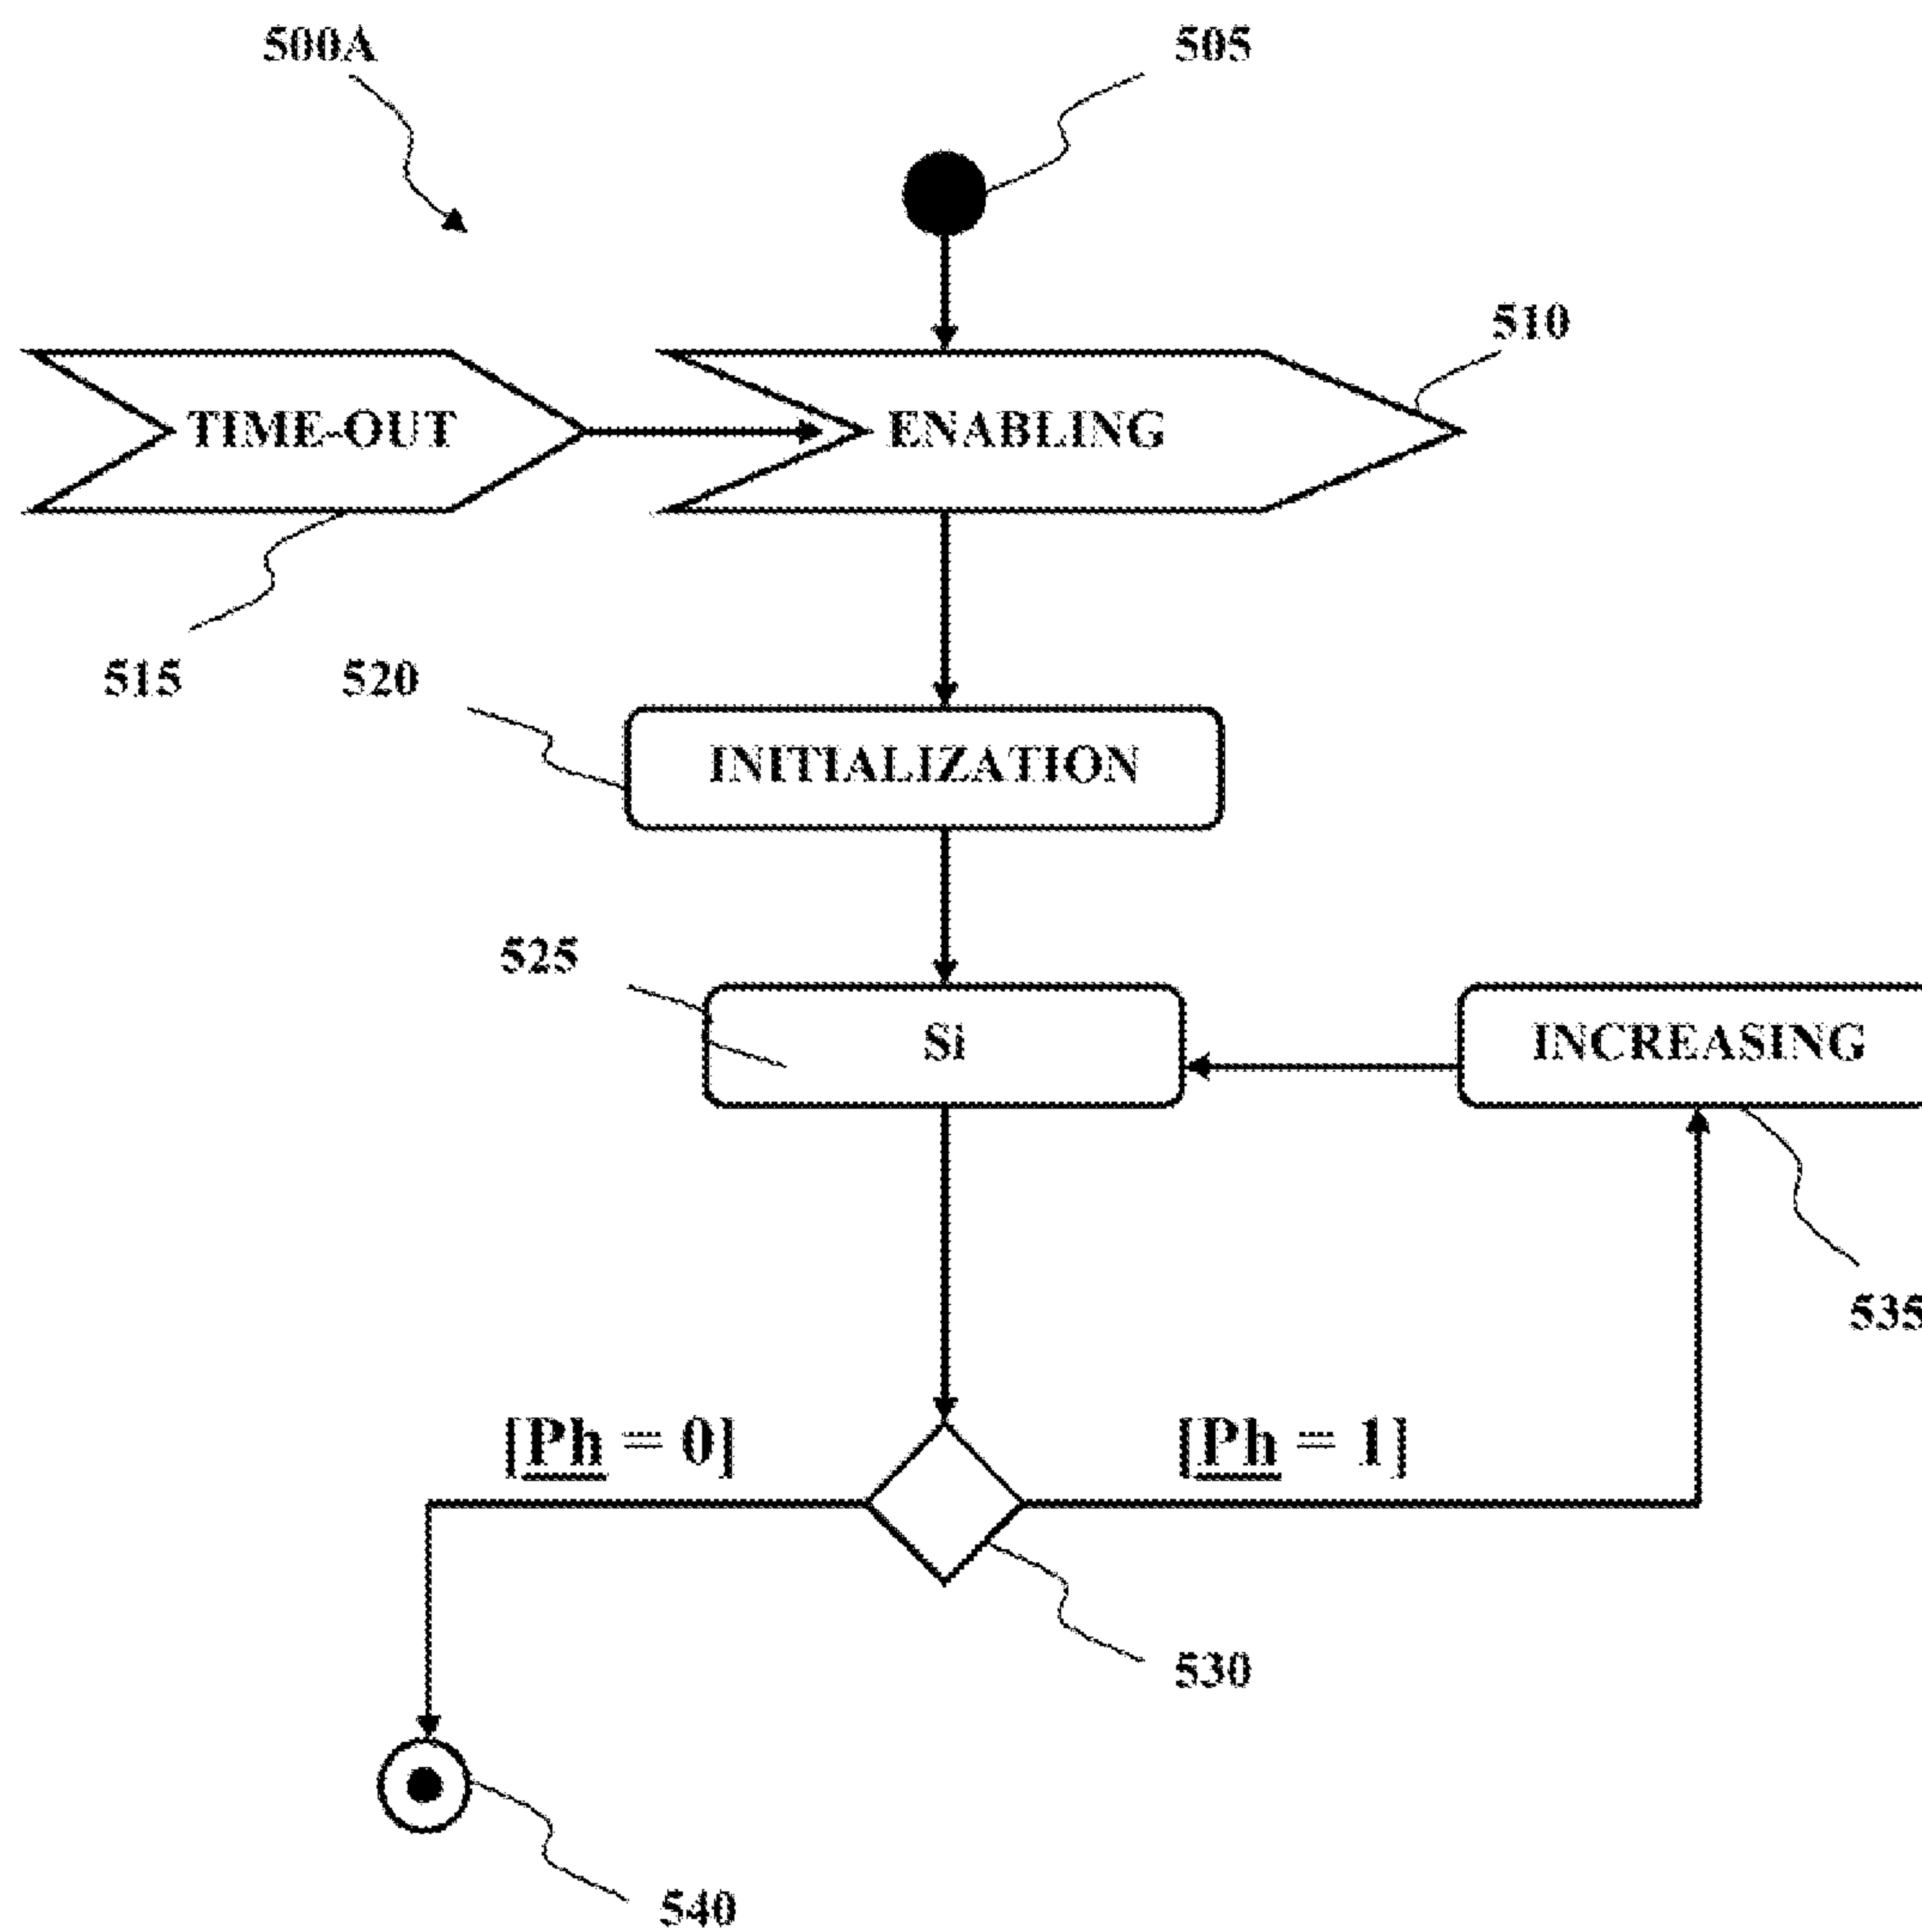 500A
505
510
TIME-OUT
ENABLING
515
520
INITIALIZATION
525
Si
INCREASING
535
[Ph = 0]
[Ph = 1]
530
540